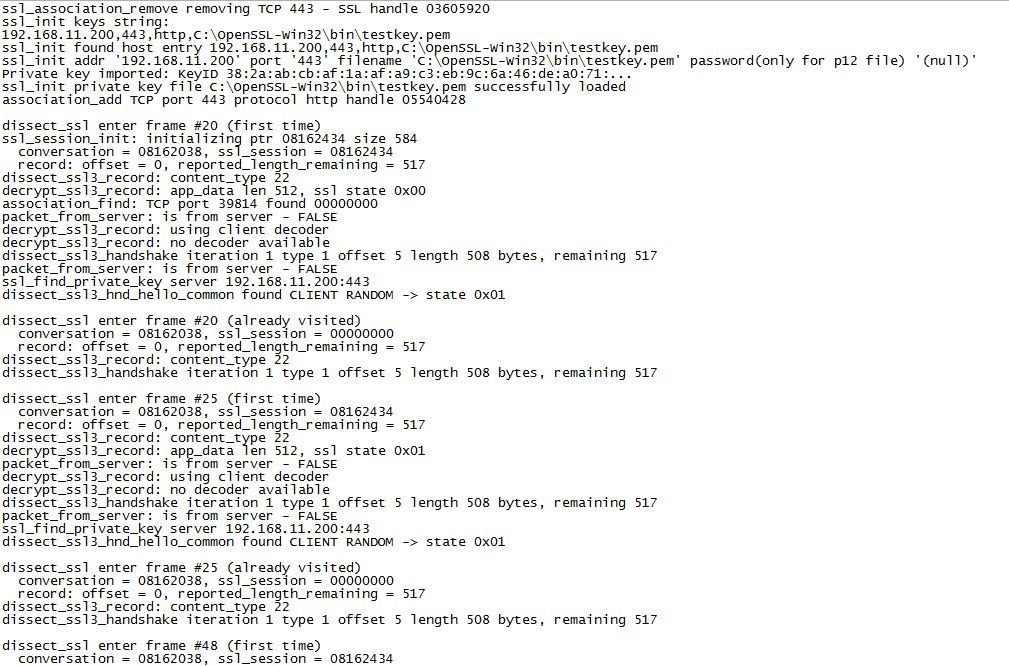 ssl_association_remove removing TCP 443 - SSL handle 03605920
ssl_init keys string:
192.168.11.200,443,http,C:\OpenSSL-Win32\bin\testkey.pem
ssl_init found host entry 192.168.11.200,443,http,C:\OpenSSL-Win32\bin\testkey.pem
ssl_init addr '192.168.11.200' port '443' filename 'C:\OpenSSL-Win32\bin\testkey.pem' password(only for p12 file) '(null)'
Private key imported: KeyID 38:2a:ab:cb:af:1a:af:a9:c3:eb:9c:6a:46:de:a0:71:...
ssl_init private key file C:\OpenSSL-Win32\bin\testkey.pem successfully loaded
association_add TCP port 443 protocol http handle 05540428

dissect_ssl enter frame #20 (first time)
ssl_session_init: initializing ptr 08162434 size 584
  conversation = 08162038, ssl_session = 08162434
  record: offset = 0, reported_length_remaining = 517
dissect_ssl3_record: content_type 22
decrypt_ssl3_record: app_data len 512, ssl state 0x00
association_find: TCP port 39814 found 00000000
packet_from_server: is from server - FALSE
decrypt_ssl3_record: using client decoder
decrypt_ssl3_record: no decoder available
dissect_ssl3_handshake iteration 1 type 1 offset 5 length 508 bytes, remaining 517
packet_from_server: is from server - FALSE
ssl_find_private_key server 192.168.11.200:443
dissect_ssl3_hnd_hello_common found CLIENT RANDOM -> state 0x01

dissect_ssl enter frame #20 (already visited)
  conversation = 08162038, ssl_session = 00000000
  record: offset = 0, reported_length_remaining = 517
dissect_ssl3_record: content_type 22
dissect_ssl3_handshake iteration 1 type 1 offset 5 length 508 bytes, remaining 517

dissect_ssl enter frame #25 (first time)
  conversation = 08162038, ssl_session = 08162434
  record: offset = 0, reported_length_remaining = 517
dissect_ssl3_record: content_type 22
decrypt_ssl3_record: app_data len 512, ssl state 0x01
packet_from_server: is from server - FALSE
decrypt_ssl3_record: using client decoder
decrypt_ssl3_record: no decoder available
dissect_ssl3_handshake iteration 1 type 1 offset 5 length 508 bytes, remaining 517
packet_from_server: is from server - FALSE
ssl_find_private_key server 192.168.11.200:443
dissect_ssl3_hnd_hello_common found CLIENT RANDOM -> state 0x01

dissect_ssl enter frame #25 (already visited)
  conversation = 08162038, ssl_session = 00000000
  record: offset = 0, reported_length_remaining = 517
dissect_ssl3_record: content_type 22
dissect_ssl3_handshake iteration 1 type 1 offset 5 length 508 bytes, remaining 517

dissect_ssl enter frame #48 (first time)
  conversation = 08162038, ssl_session = 08162434